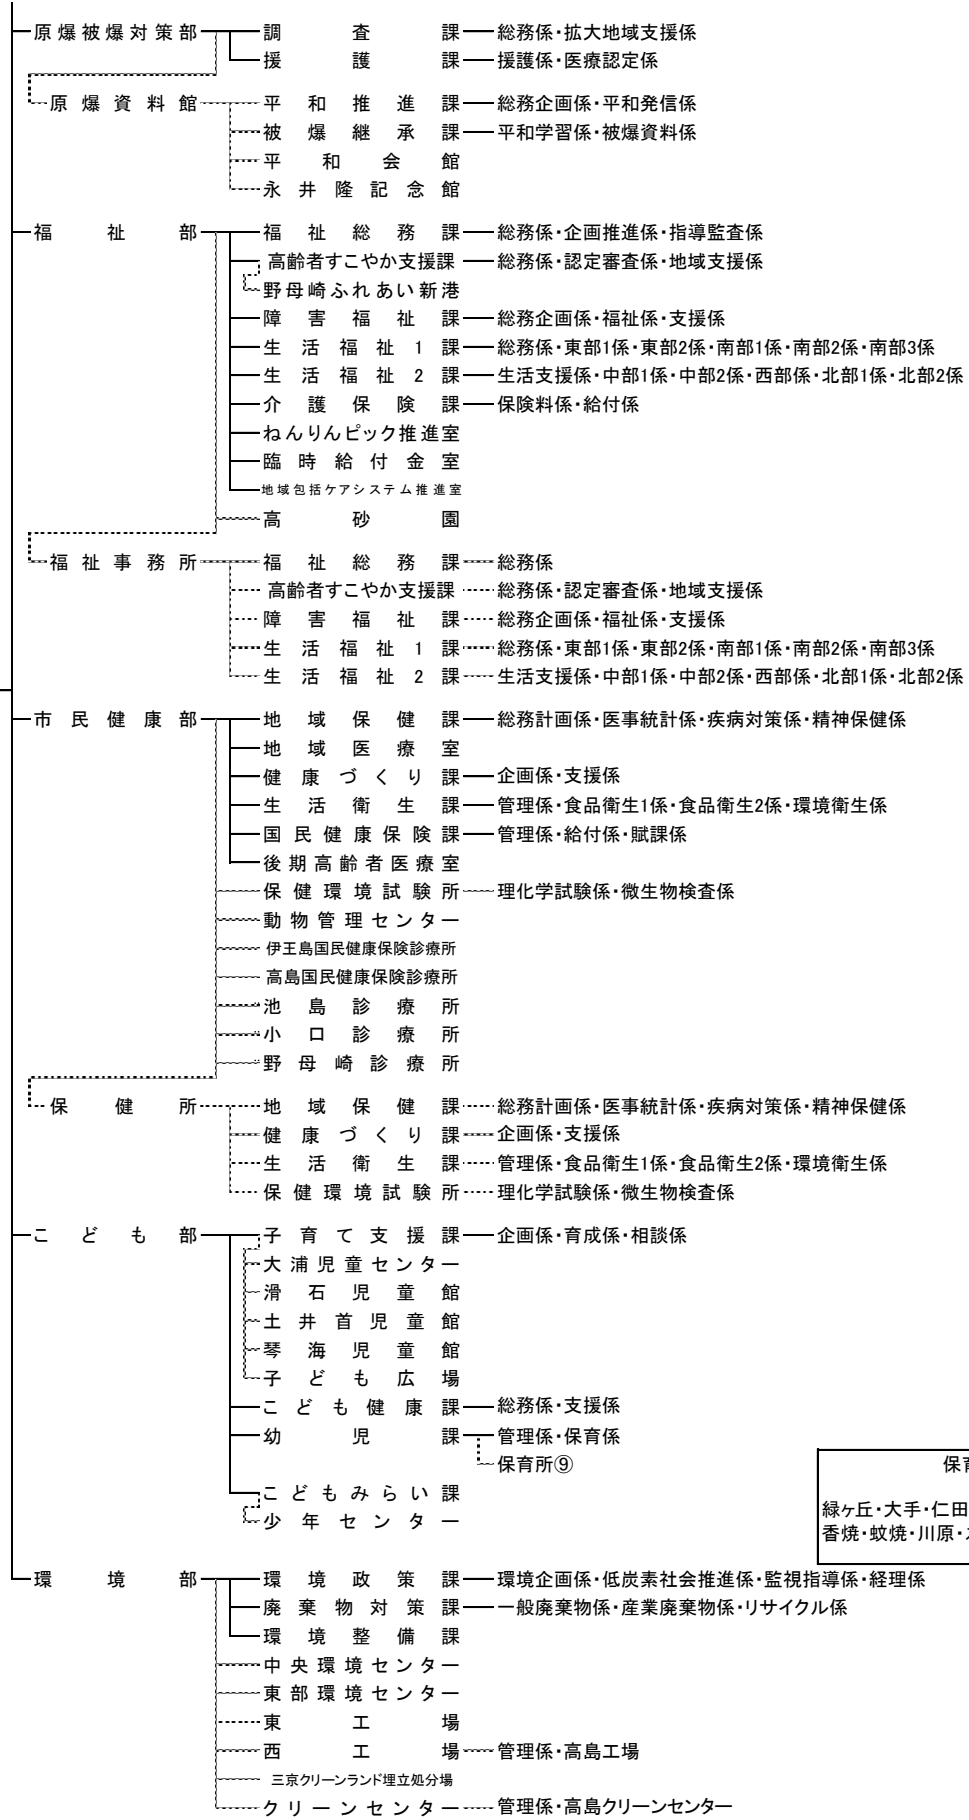 原爆被爆対策部 調査課 総務係・拡大地域支援係
援護課 援護係・医療認定係
原爆資料館 平和推進課 総務企画係・平和発信係
被爆継承課 平和学習係・被爆資料係
平和会館
永井隆記念館
福祉部 福祉総務課 総務係・企画推進係・指導監査係
高齢者すこやか支援課 総務係・認定審査係・地域支援係
野母崎ふれあい新港
障害福祉課 総務企画係・福祉係・支援係
生活福祉1課 総務係・東部1係・東部2係・南部1係・南部2係・南部3係
生活福祉2課 生活支援係・中部1係・中部2係・西部係・北部1係・北部2係
介護保険課 保険料係・給付係
ねんりんピック推進室
臨時給付金室
地域包括ケアシステム推進室
高砂園
福祉事務所 福祉総務課 総務係
高齢者すこやか支援課 総務係・認定審査係・地域支援係
障害福祉課 総務企画係・福祉係・支援係
生活福祉1課 総務係・東部1係・東部2係・南部1係・南部2係・南部3係
生活福祉2課 生活支援係・中部1係・中部2係・西部係・北部1係・北部2係
市民健康部 地域保健課 総務計画係・医事統計係・疾病対策係・精神保健係
地域医療室
健康づくり課 企画係・支援係
生活衛生課 管理係・食品衛生1係・食品衛生2係・環境衛生係
国民健康保険課 管理係・給付係・賦課係
後期高齢者医療室
保健環境試験所 理化学試験係・微生物検査係
動物管理センター
伊王島国民健康保険診療所
高島国民健康保険診療所
池島診療所
小口診療所
野母崎診療所
保健所 地域保健課 総務計画係・医事統計係・疾病対策係・精神保健係
健康づくり課 企画係・支援係
生活衛生課 管理係・食品衛生1係・食品衛生2係・環境衛生係
保健環境試験所 理化学試験係・微生物検査係
こども部 子育て支援課 企画係・育成係・相談係
大浦児童センター
滑石児童館
土井首児童館
琴海児童館
子ども広場
こども健康課 総務係・支援係
幼児課 管理係・保育係
保育所⑨
保育
こどもみらい課
緑ヶ丘・大手・仁田
少年センター
香焼・蚊焼・川原・
環境部 環境政策課 環境企画係・低炭素社会推進係・監視指導係・経理係
廃棄物対策課 一般廃棄物係・産業廃棄物係・リサイクル係
環境整備課
中央環境センター
東部環境センター
東工場
西工場 管理係・高島工場
三京クリーンランド埋立処分場
クリーンセンター 管理係・高島クリーンセンター